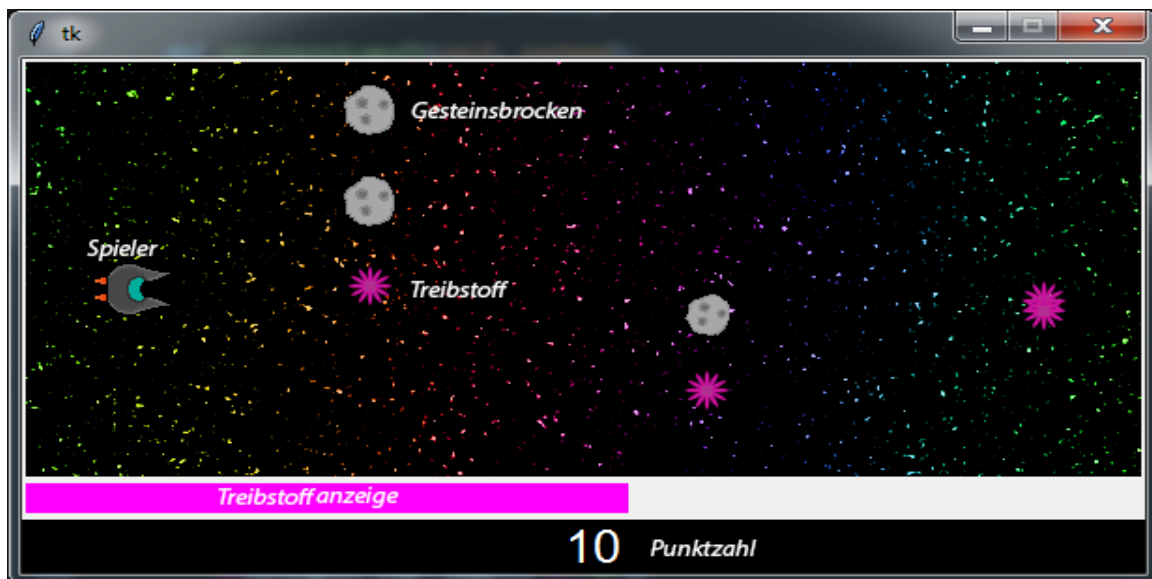 tk
Gesteinsbrocken
Spieler
Treibstoff
Treibstoffanzeige
10 Punktzahl